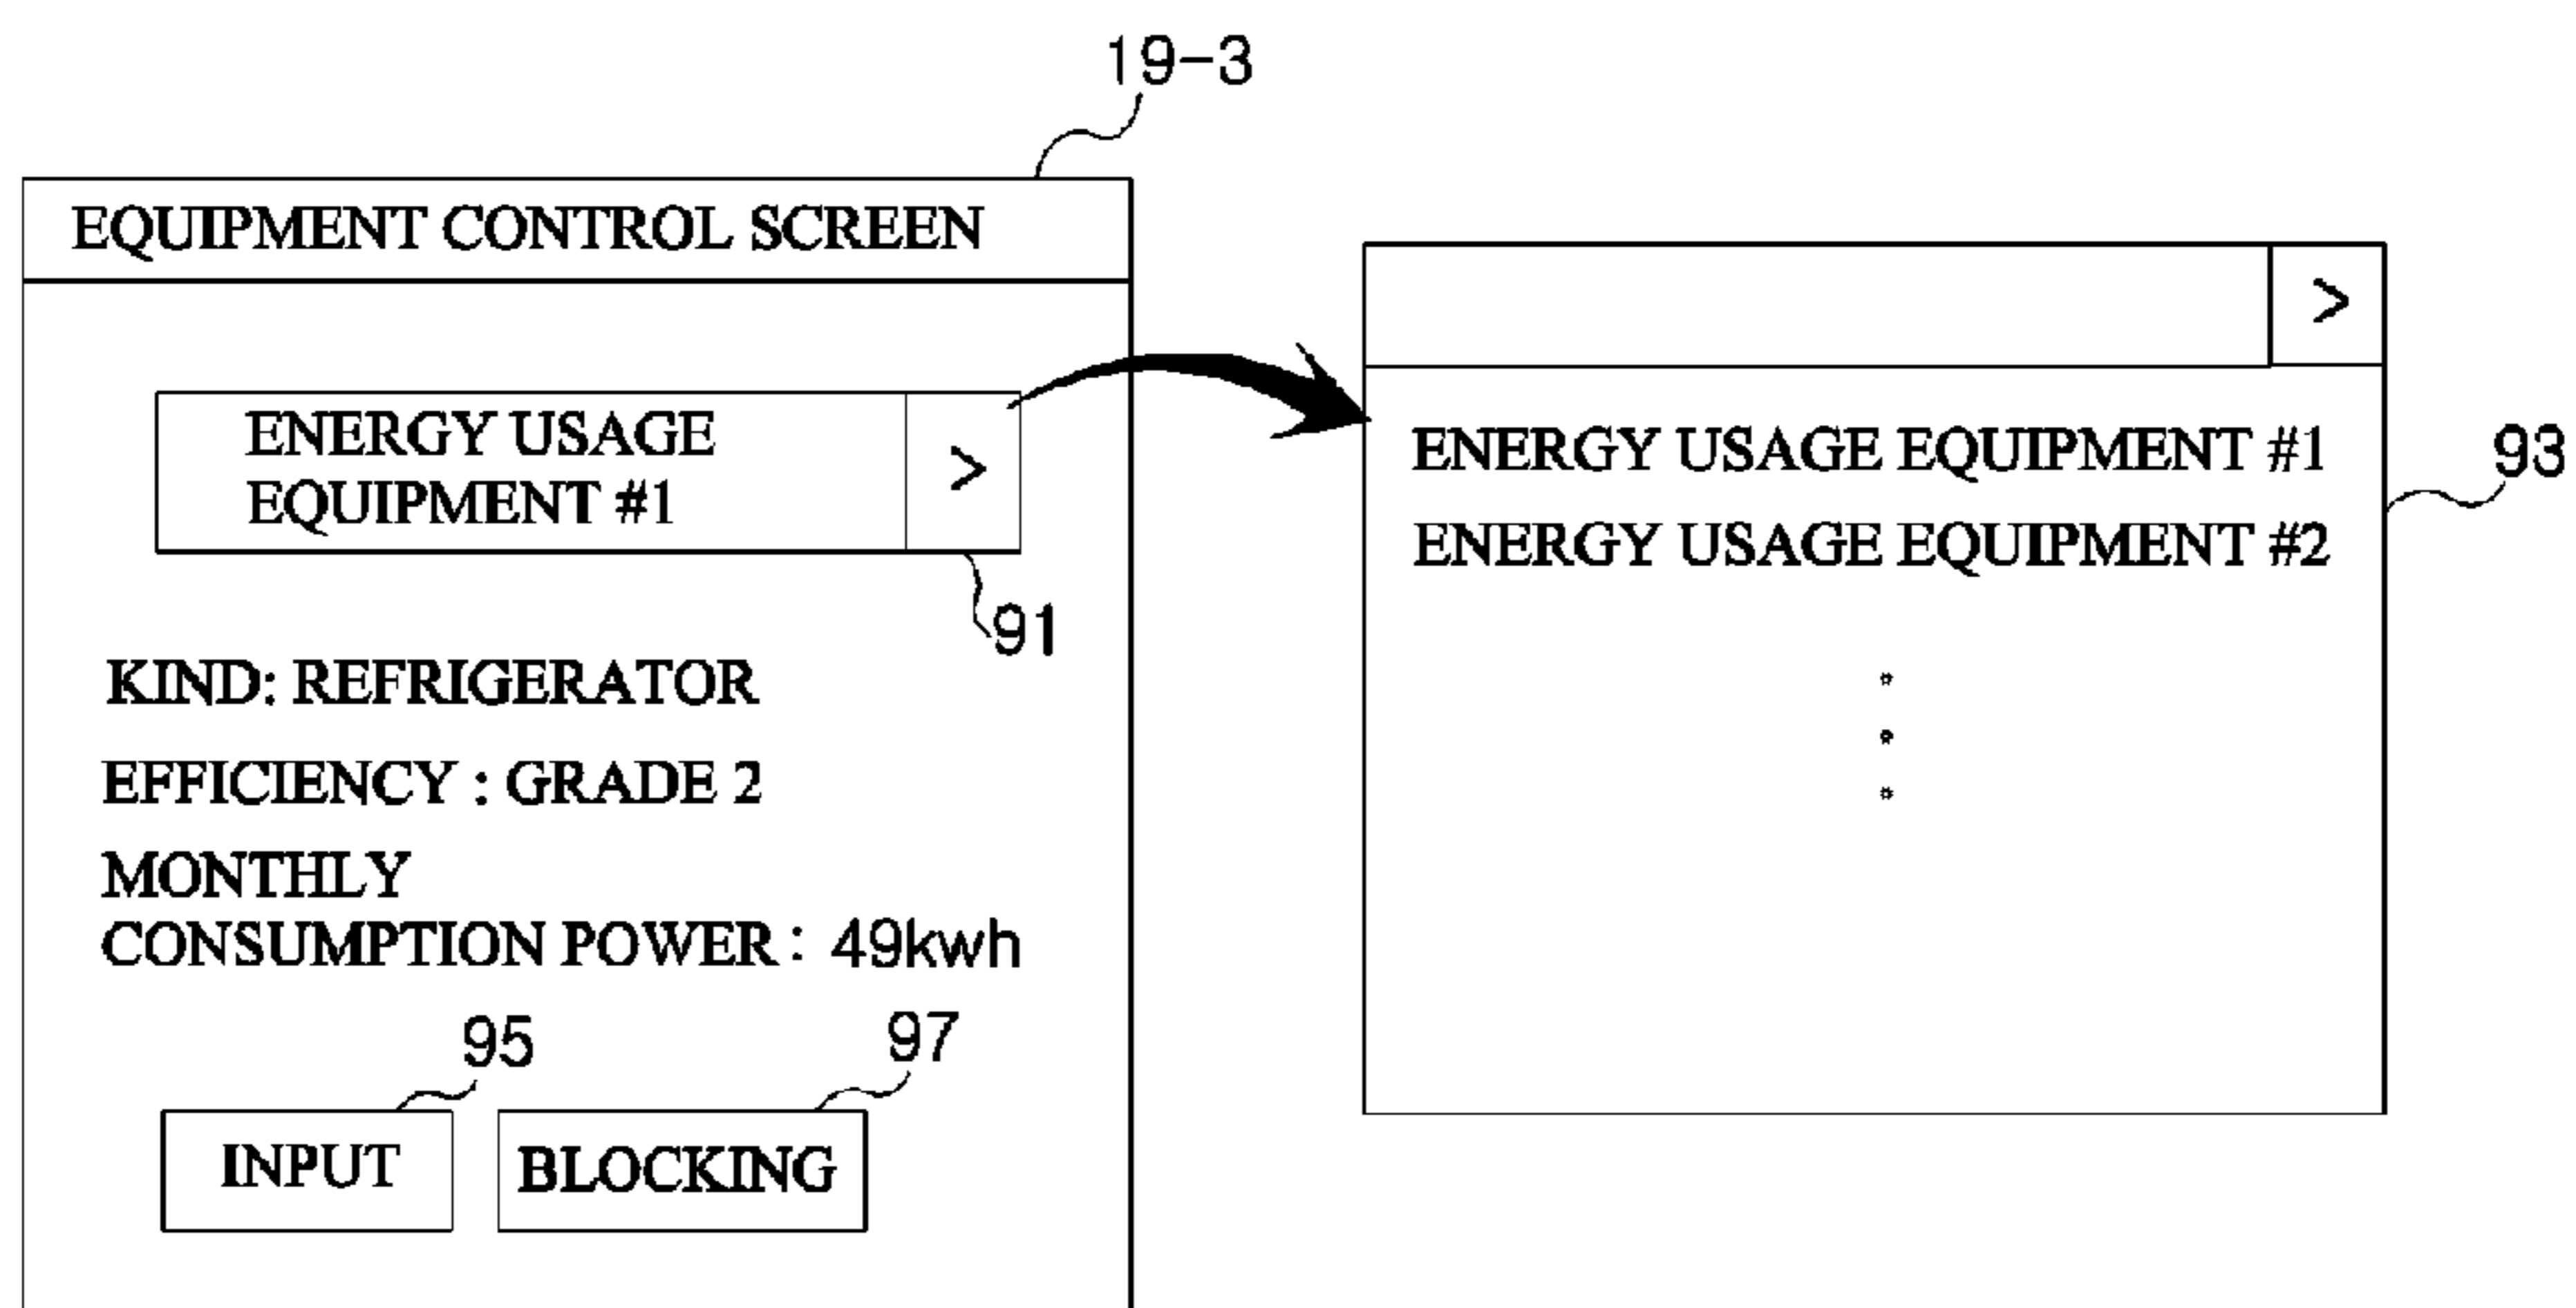 19-3
EQUIPMENT CONTROL SCREEN
ENERGY USAGE
EQUIPMENT #1
>
91
KIND: REFRIGERATOR
EFFICIENCY : GRADE 2
MONTHLY
CONSUMPTION POWER : 49kwh
95
97
INPUT
BLOCKING
>
ENERGY USAGE EQUIPMENT #1
ENERGY USAGE EQUIPMENT #2
93